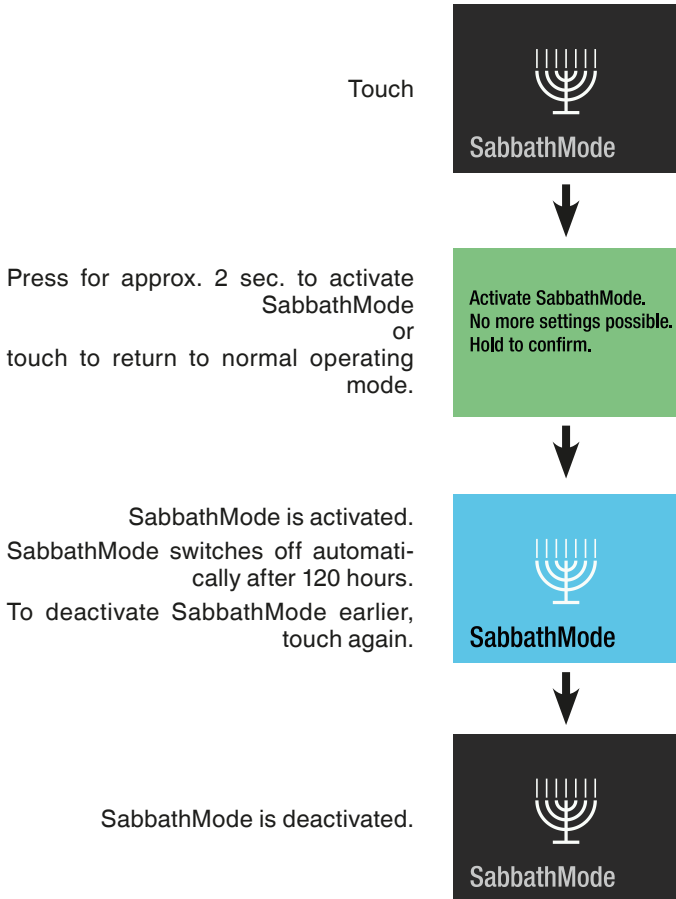 Touch
SabbathMode
Press for approx. 2 sec. to activate
SabbathMode
or
touch to return to normal operating
mode.
Activate SabbathMode.
No more settings possible.
Hold to confirm.
SabbathMode is activated.
SabbathMode switches off automati-
cally after 120 hours.
To deactivate SabbathMode earlier,
touch again.
SabbathMode
SabbathMode is deactivated.
SabbathMode